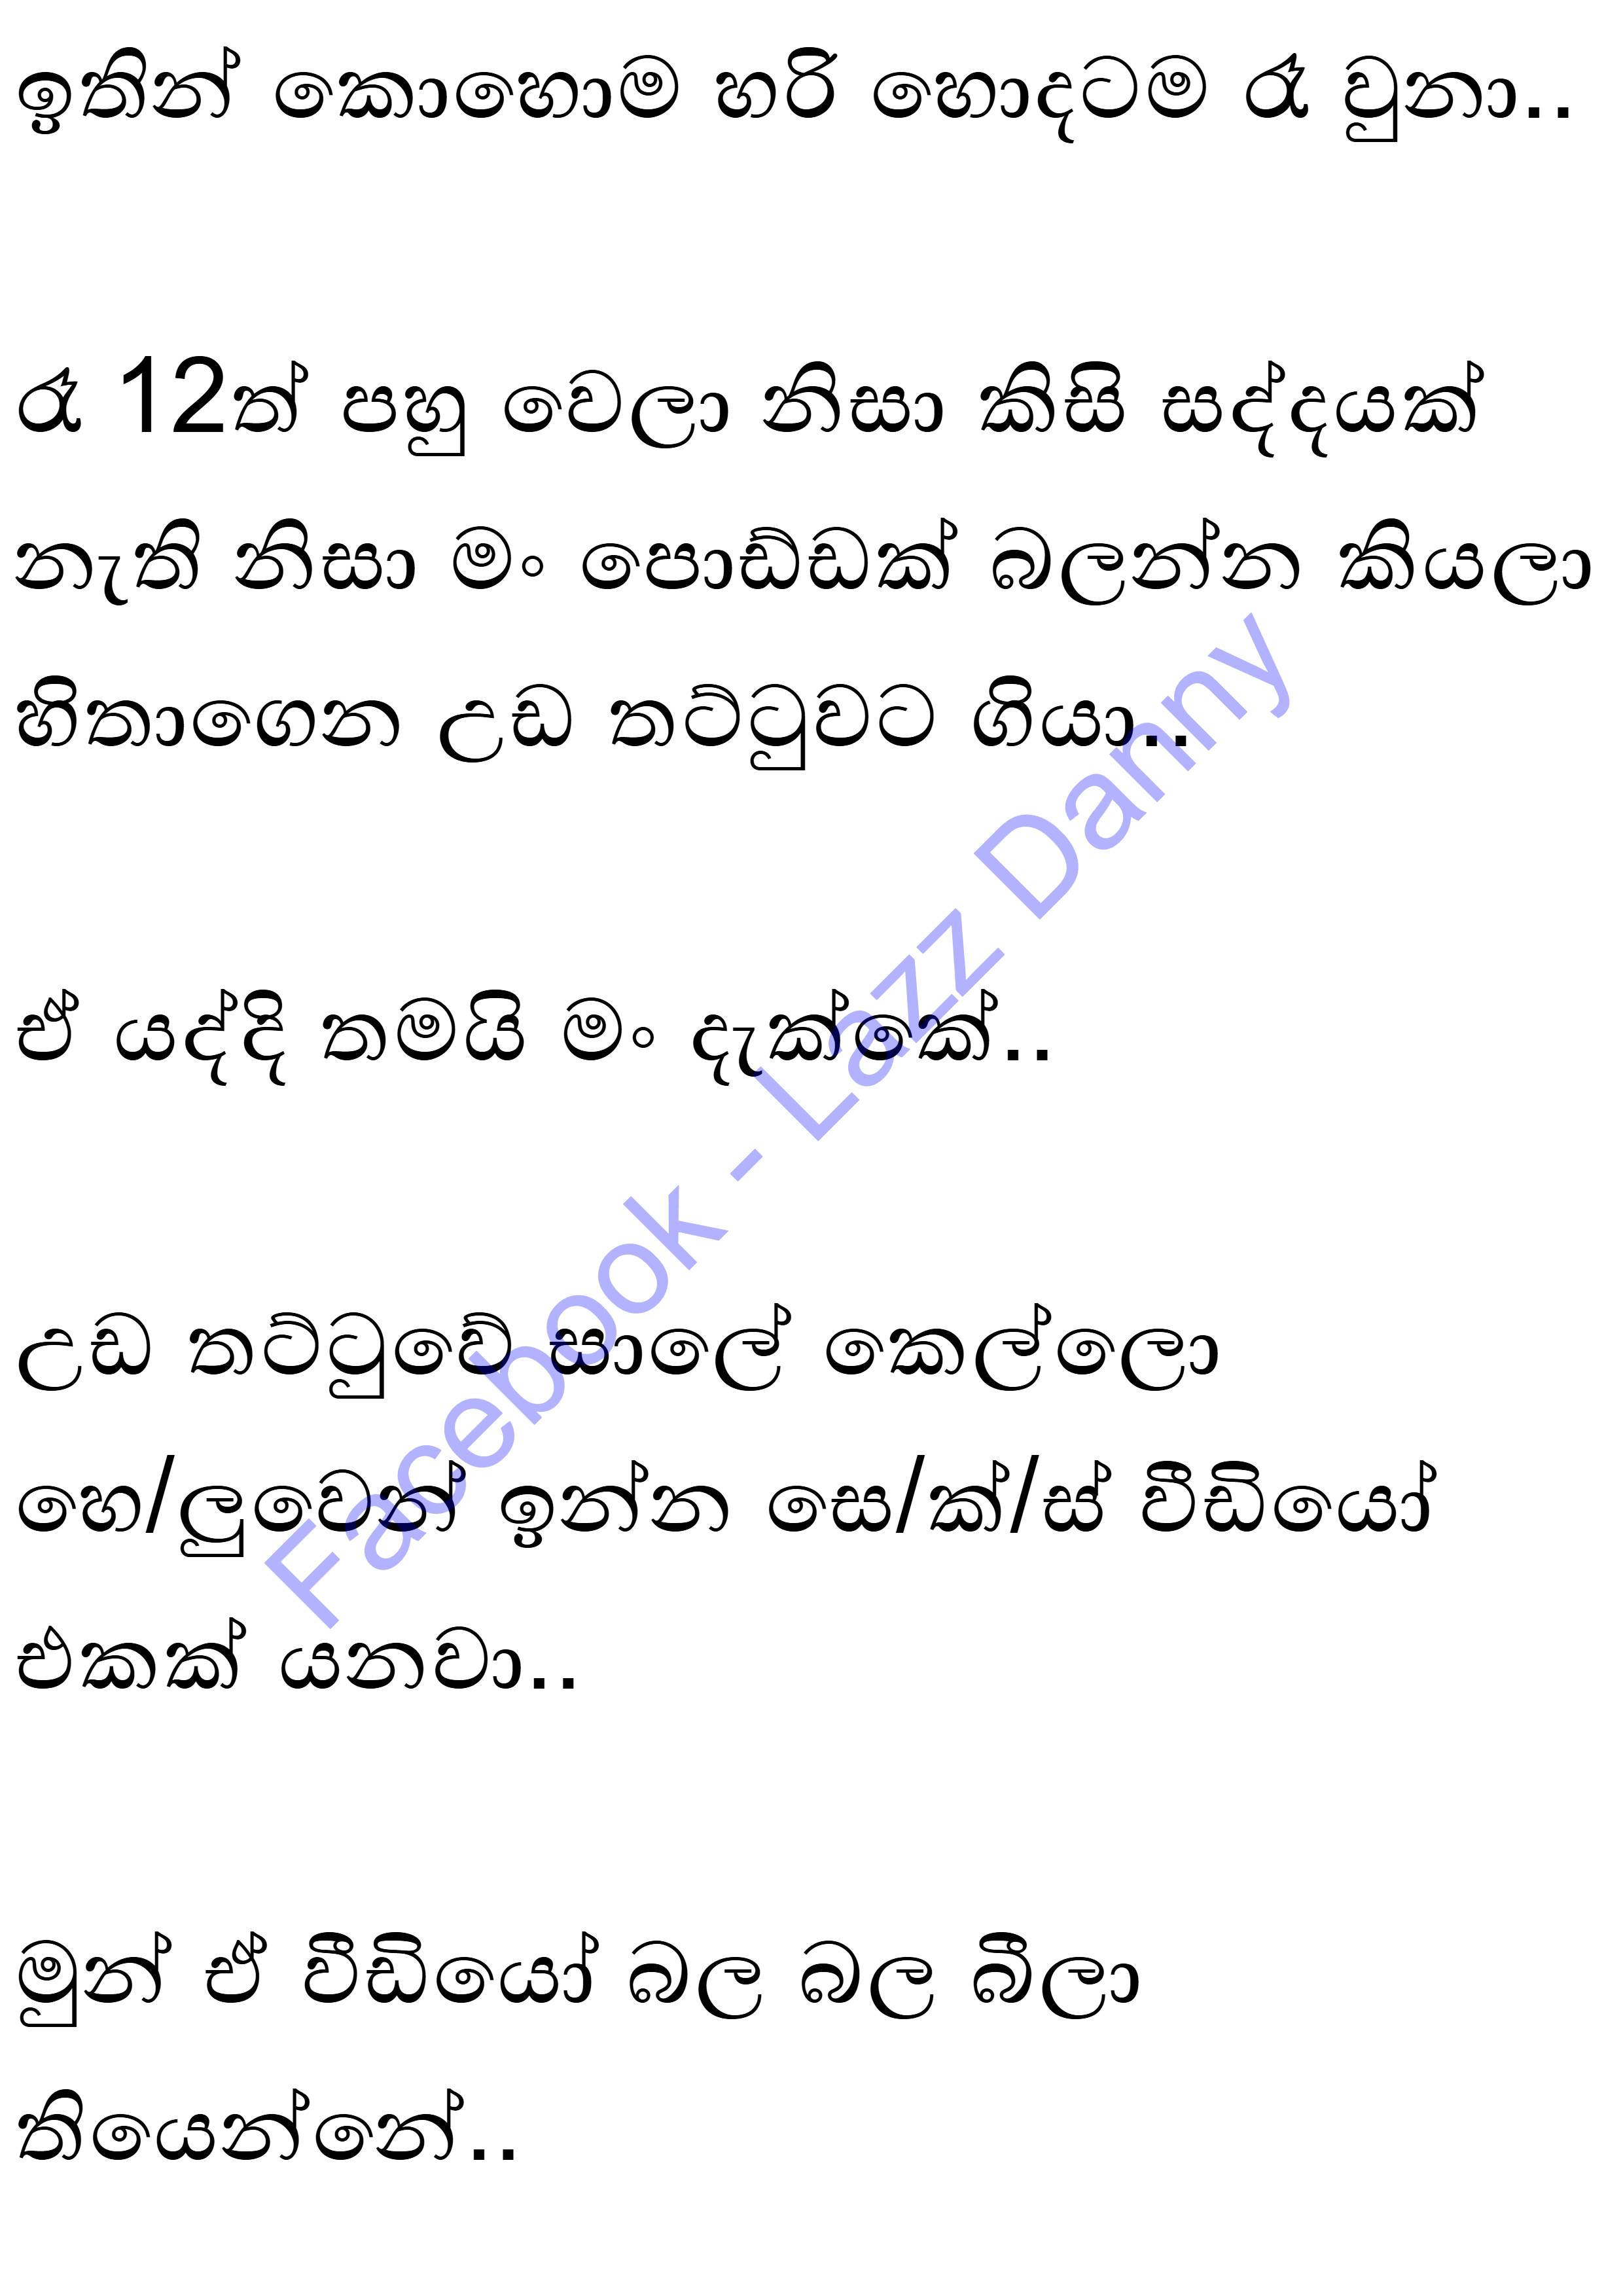 ඉතින් කොහොම හරි හොදටම රෑ වුනා..
රෑ 12ත් පහු වෙලා නිසා කිසි සද්දයක්
නැති නිසා මං පොඩ්ඩක් බලන්න කියලා
හිතාගෙන උඩ තට්ටුවට ගියා..
ඒ යද්දි තමයි මං දැක්කේ..
උඩ තට්ටුවේ සාලේ කෙල්ලො
හෙ/ලුවෙන් ඉන්න සෙ/ක්/ස් වීඩියෝ
එකක් යනවා..
මුන් ඒ වීඩියෝ බල බල බීලා
තියෙන්නේ..
Facebook - Lazz Danny